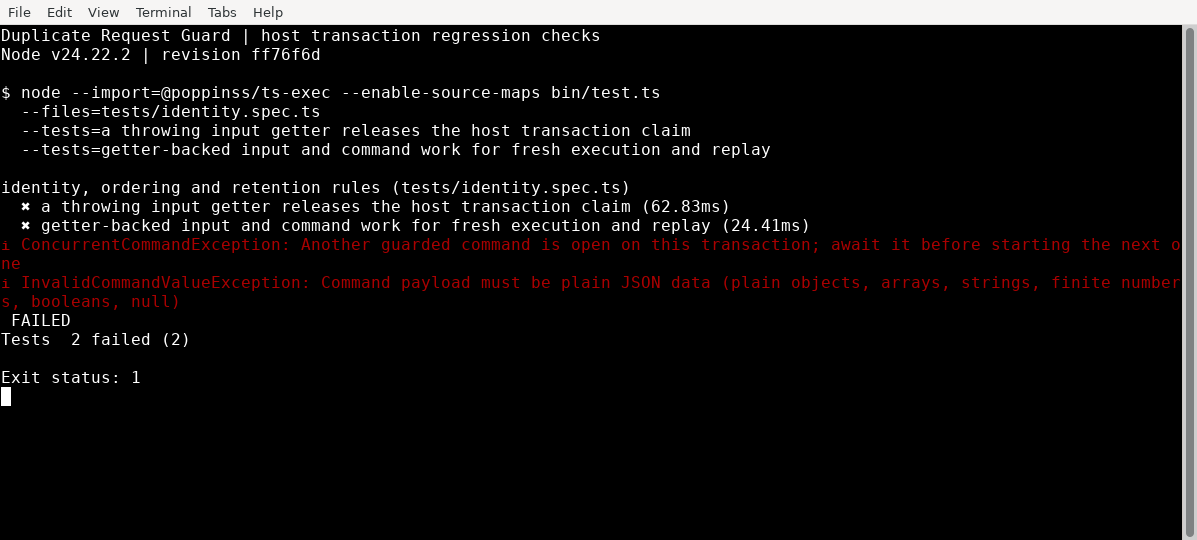 File Edit View Terminal Tabs Help
Duplicate Request Guard | host transaction regression checks
Node v24.22.2 | revision ff76f6d
$ node --import=@poppinss/ts-exec --enable-source-maps bin/test.ts
  --files=tests/identity.spec.ts
  --tests=a throwing input getter releases the host transaction claim
  --tests=getter-backed input and command work for fresh execution and replay
identity, ordering and retention rules (tests/identity.spec.ts)
  ✖ a throwing input getter releases the host transaction claim (62.83ms)
  ✖ getter-backed input and command work for fresh execution and replay (24.41ms)
ℹ ConcurrentCommandException: Another guarded command is open on this transaction; await it before starting the next o
ne
ℹ InvalidCommandValueException: Command payload must be plain JSON data (plain objects, arrays, strings, finite number
s, booleans, null)
 FAILED
Tests  2 failed (2)
Exit status: 1